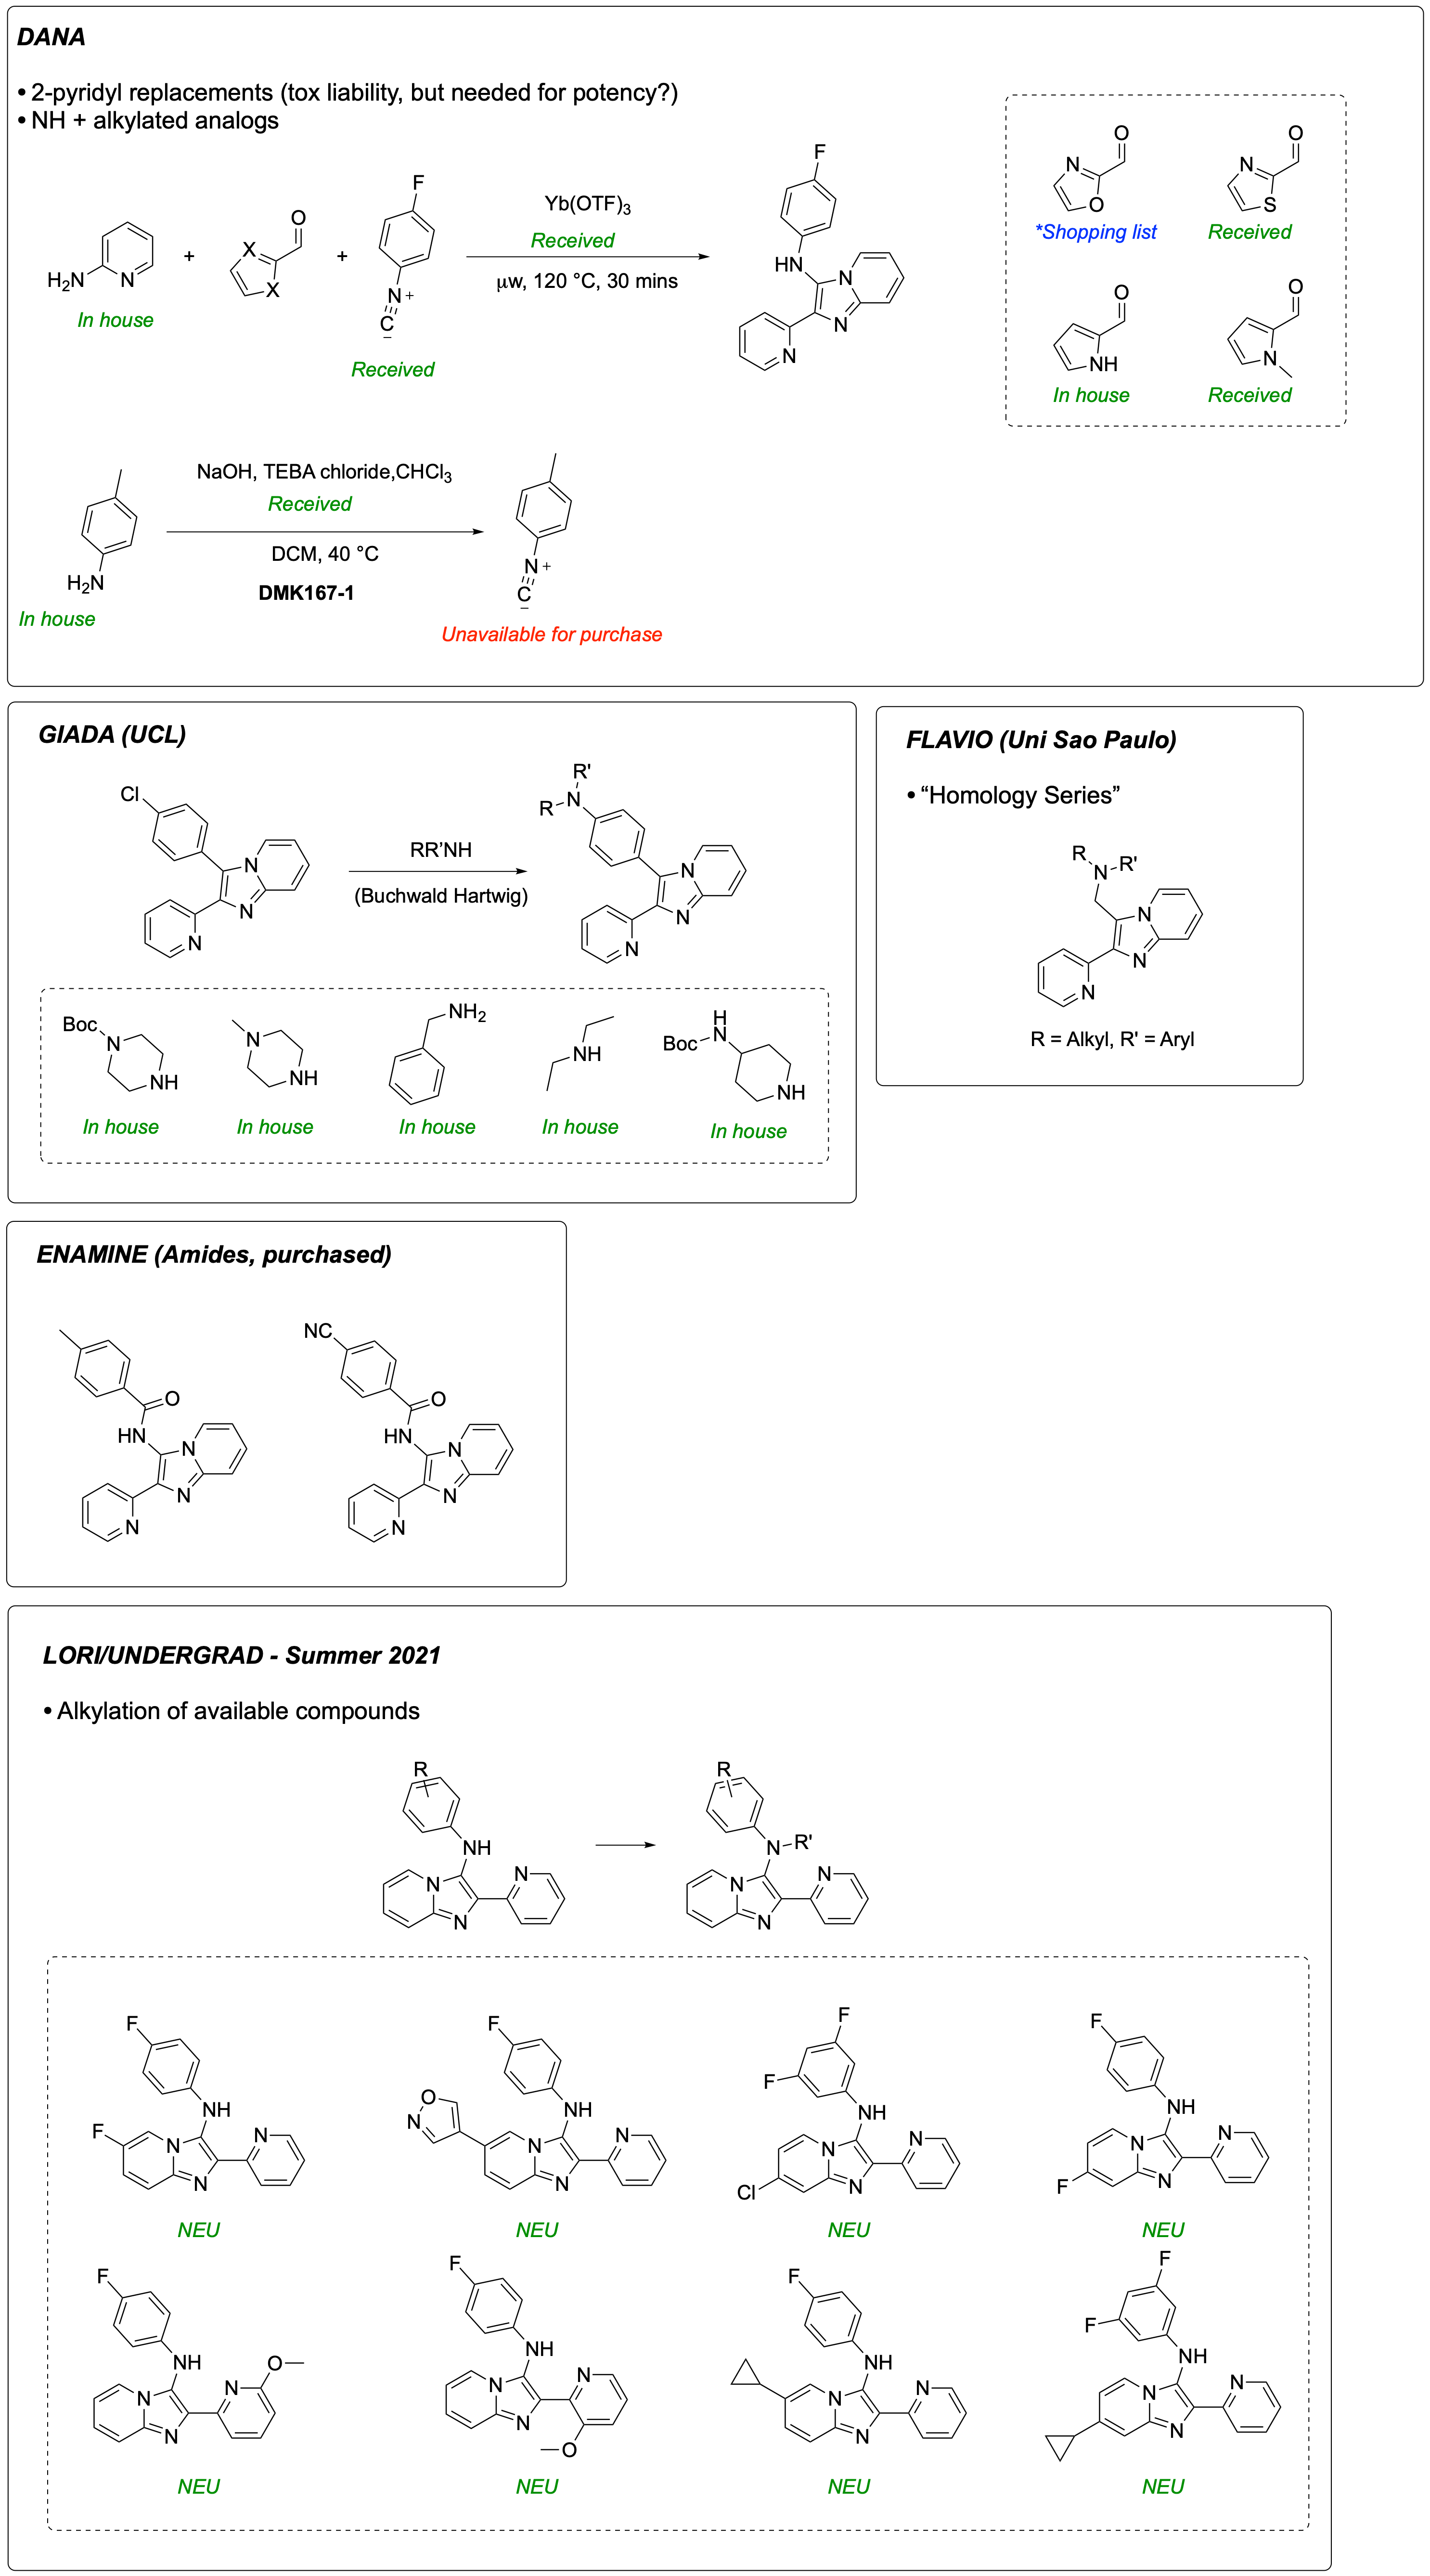 DANA
• 2-pyridyl replacements (tox liability, but needed for potency?)
• NH + alkylated analogs
H2N
N
In house
+
X
X
O
+
F
N+
C
−
Received
Yb(OTF)3
Received
μw, 120 °C, 30 mins
F
HN
N
N
N
O
N
O
*Shopping list
O
N
S
Received
O
NH
In house
O
N
Received
H2N
In house
NaOH, TEBA chloride,CHCl3
Received
DCM, 40 °C
DMK167-1
N+
C
−
Unavailable for purchase
GIADA (UCL)
Cl
N
N
N
RR’NH
(Buchwald Hartwig)
R'
R
N
N
N
N
Boc
N
NH
In house
N
NH
In house
NH2
In house
NH
In house
H
Boc
N
NH
In house
FLAVIO (Uni Sao Paulo)
• “Homology Series”
R
N
R'
N
N
N
R = Alkyl, R' = Aryl
ENAMINE (Amides, purchased)
O
HN
N
N
N
NC
O
HN
N
N
N
LORI/UNDERGRAD - Summer 2021
• Alkylation of available compounds
R
NH
N
N
N
R
N
R'
N
N
N
F
NH
F
N
N
N
NEU
F
O
N
NH
N
N
N
NEU
F
F
NH
N
N
Cl
N
NEU
F
NH
N
N
F
N
NEU
F
NH
O
N
N
N
NEU
F
NH
N
N
N
O
NEU
F
NH
N
N
N
NEU
F
F
NH
N
N
N
NEU